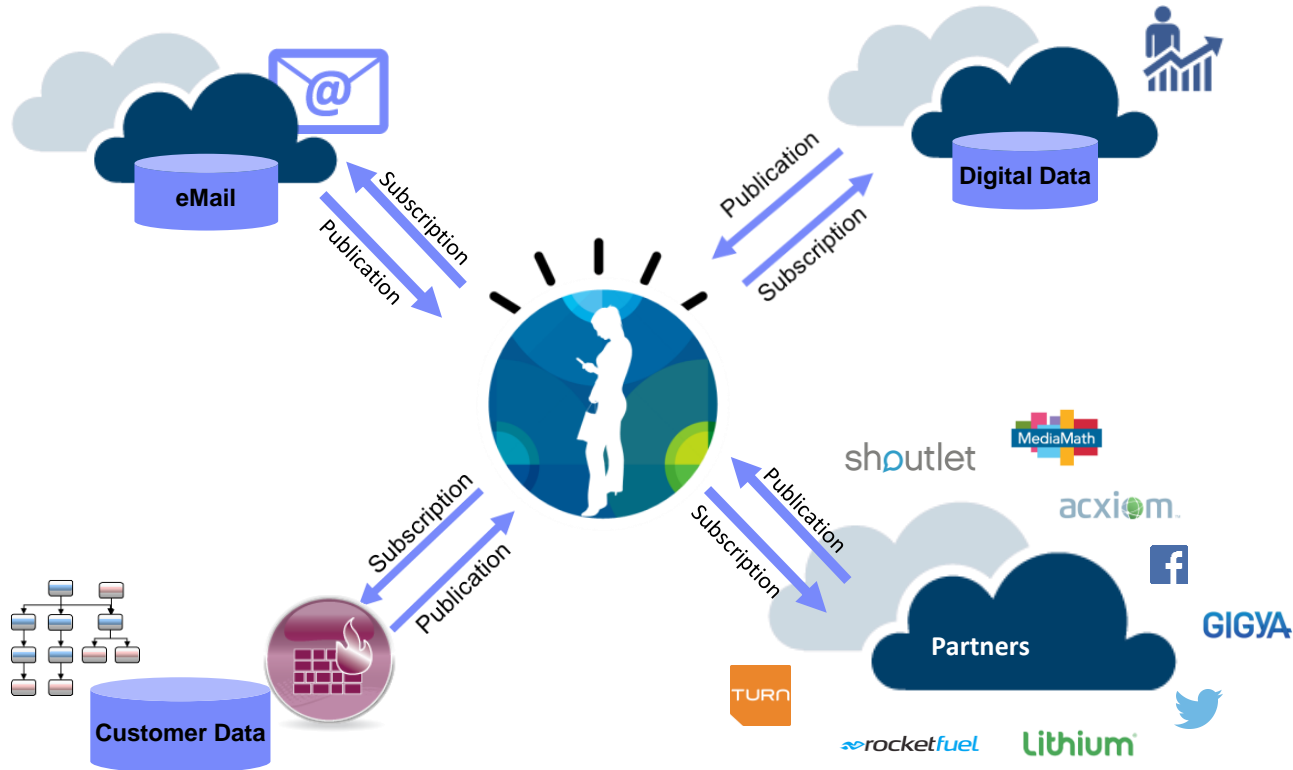 @
eMail
Subscription
Publication
Digital Data
Publication
Subscription
shoutlet
MediaMath
acxiom™
f
GIGYA
Publication
Subscription
Partners
TURN
rocketfuel
Lithium
Subscription
Publication
Customer Data